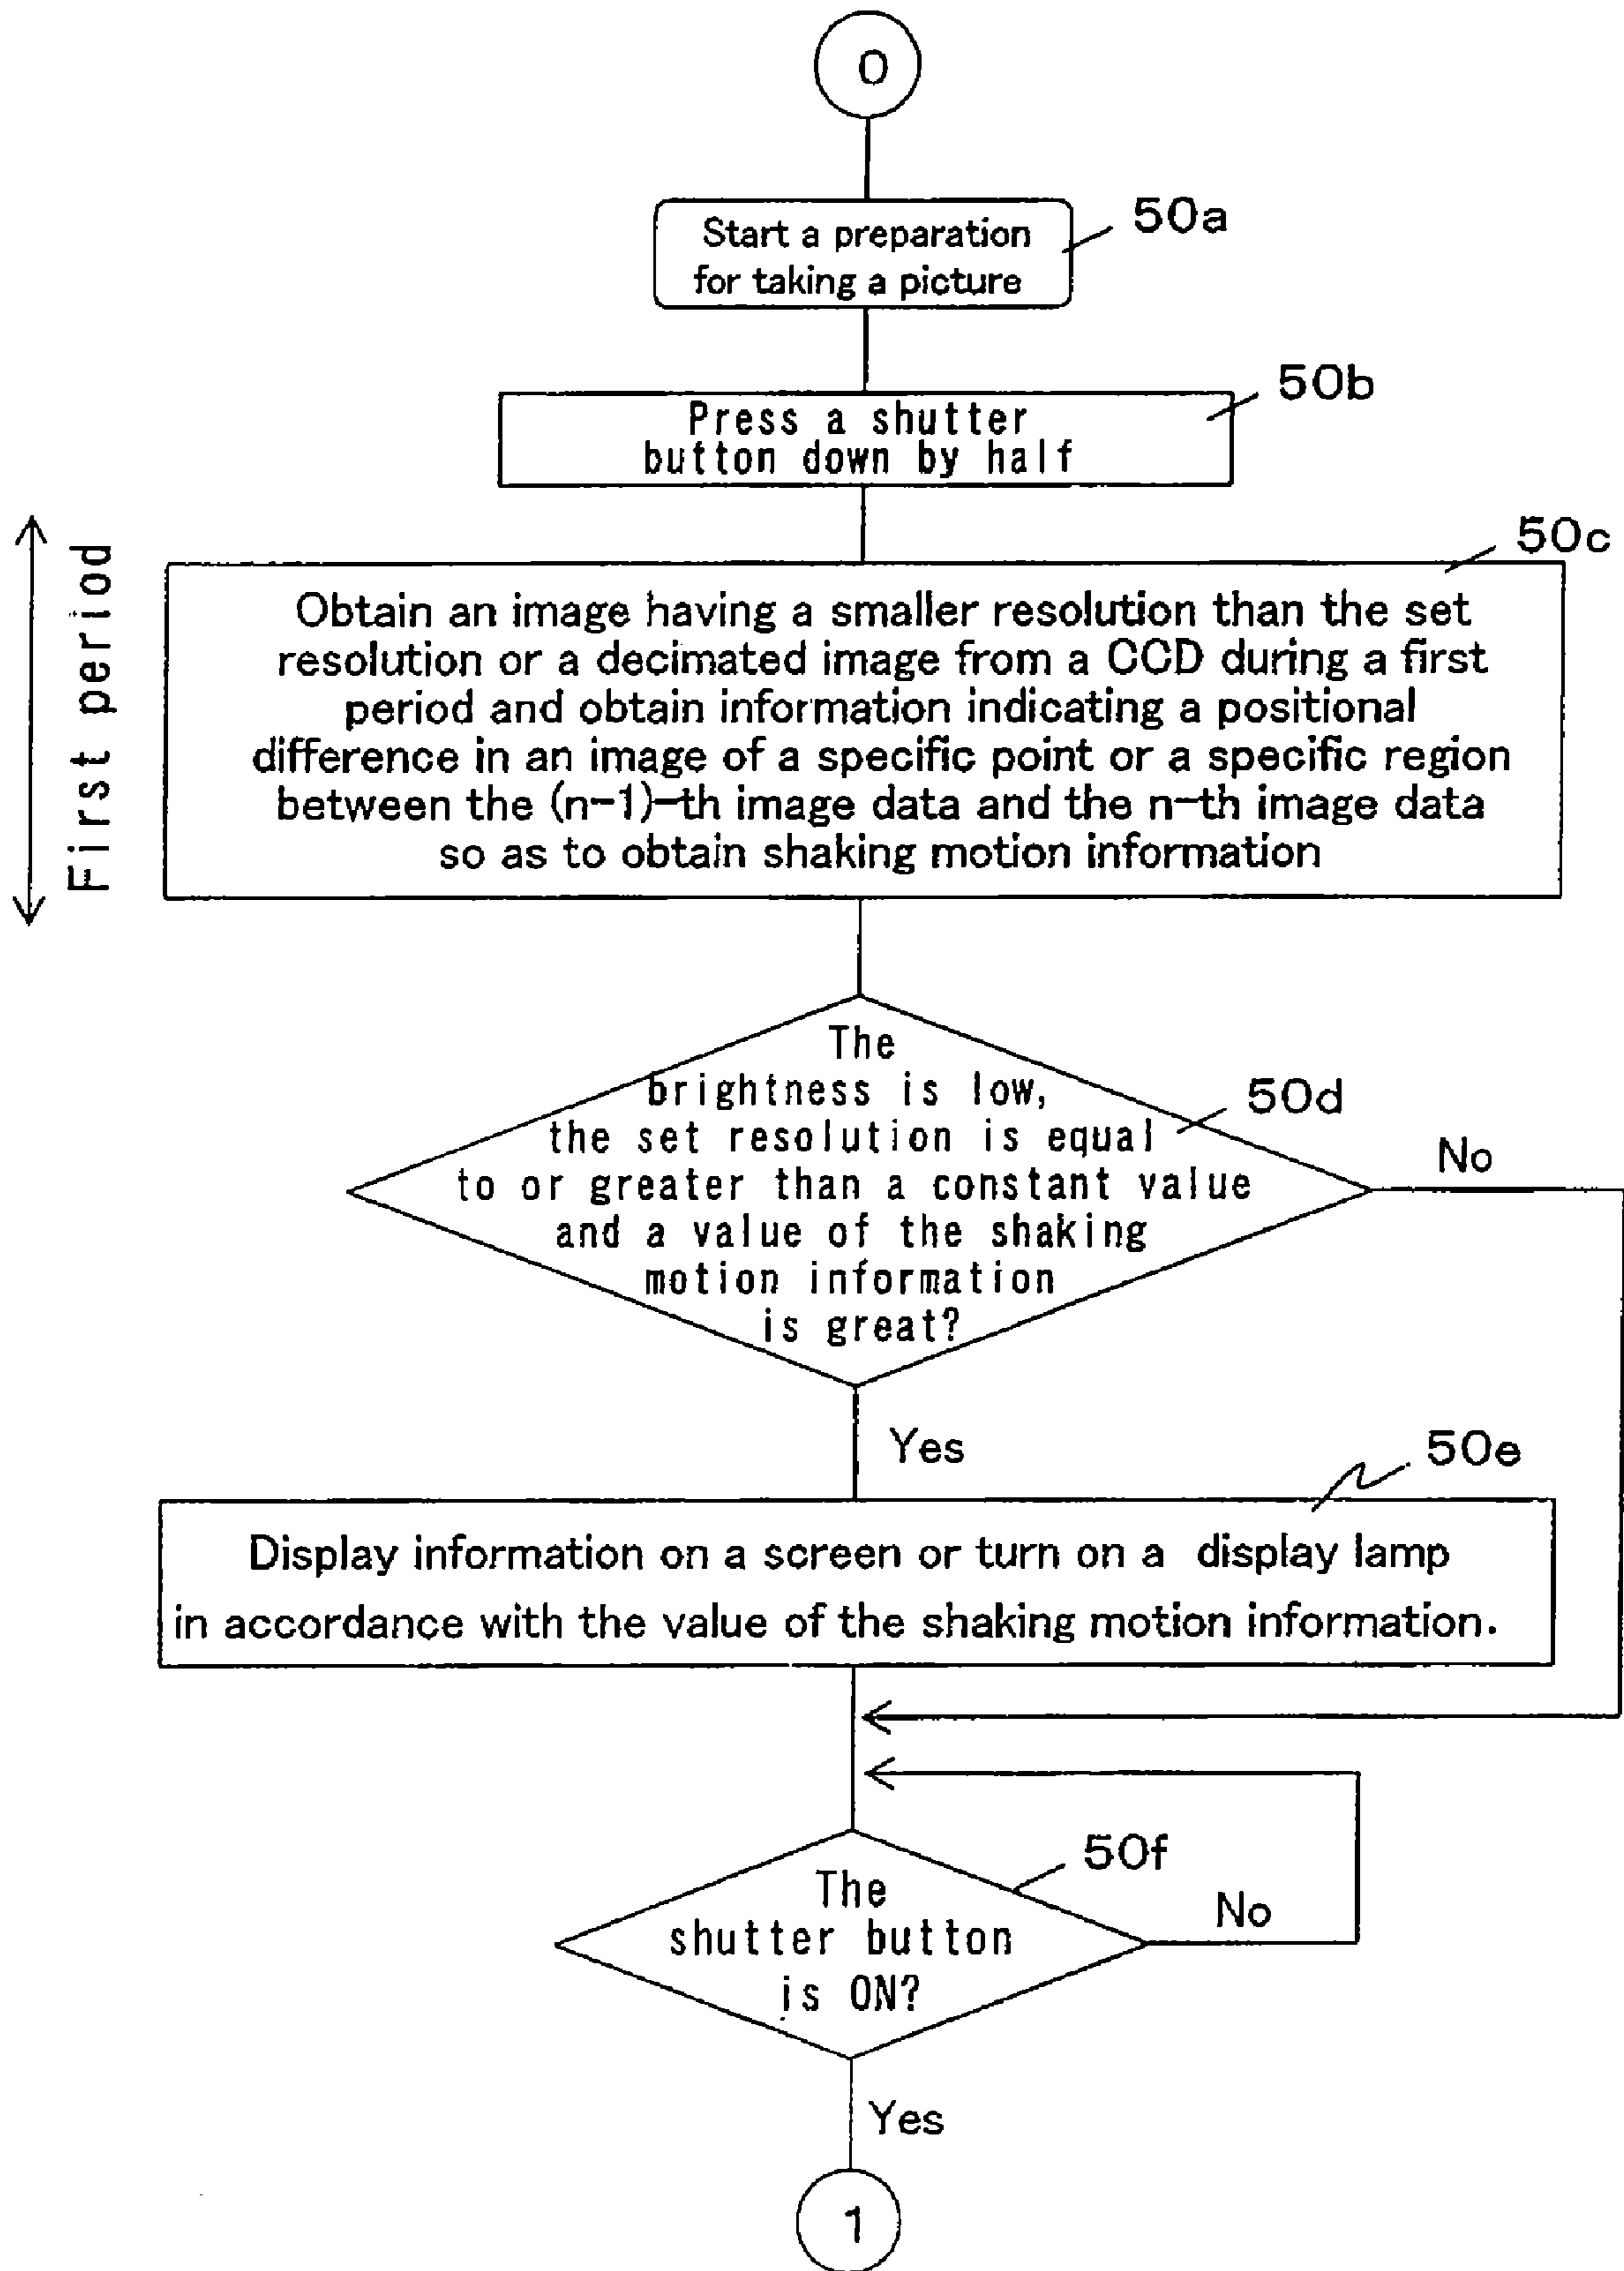 0
Start a preparation
for taking a picture
50a
Press a shutter
button down by half
50b
First period
50c
Obtain an image having a smaller resolution than the set
resolution or a decimated image from a CCD during a first
period and obtain information indicating a positional
difference in an image of a specific point or a specific region
between the (n-1)-th image data and the n-th image data
so as to obtain shaking motion information
The
brightness is low,
the set resolution is equal
to or greater than a constant value
and a value of the shaking
motion information
is great?
50d
No
Yes
50e
Display information on a screen or turn on a display lamp
in accordance with the value of the shaking motion information.
The
shutter button
is ON?
50f
No
Yes
1